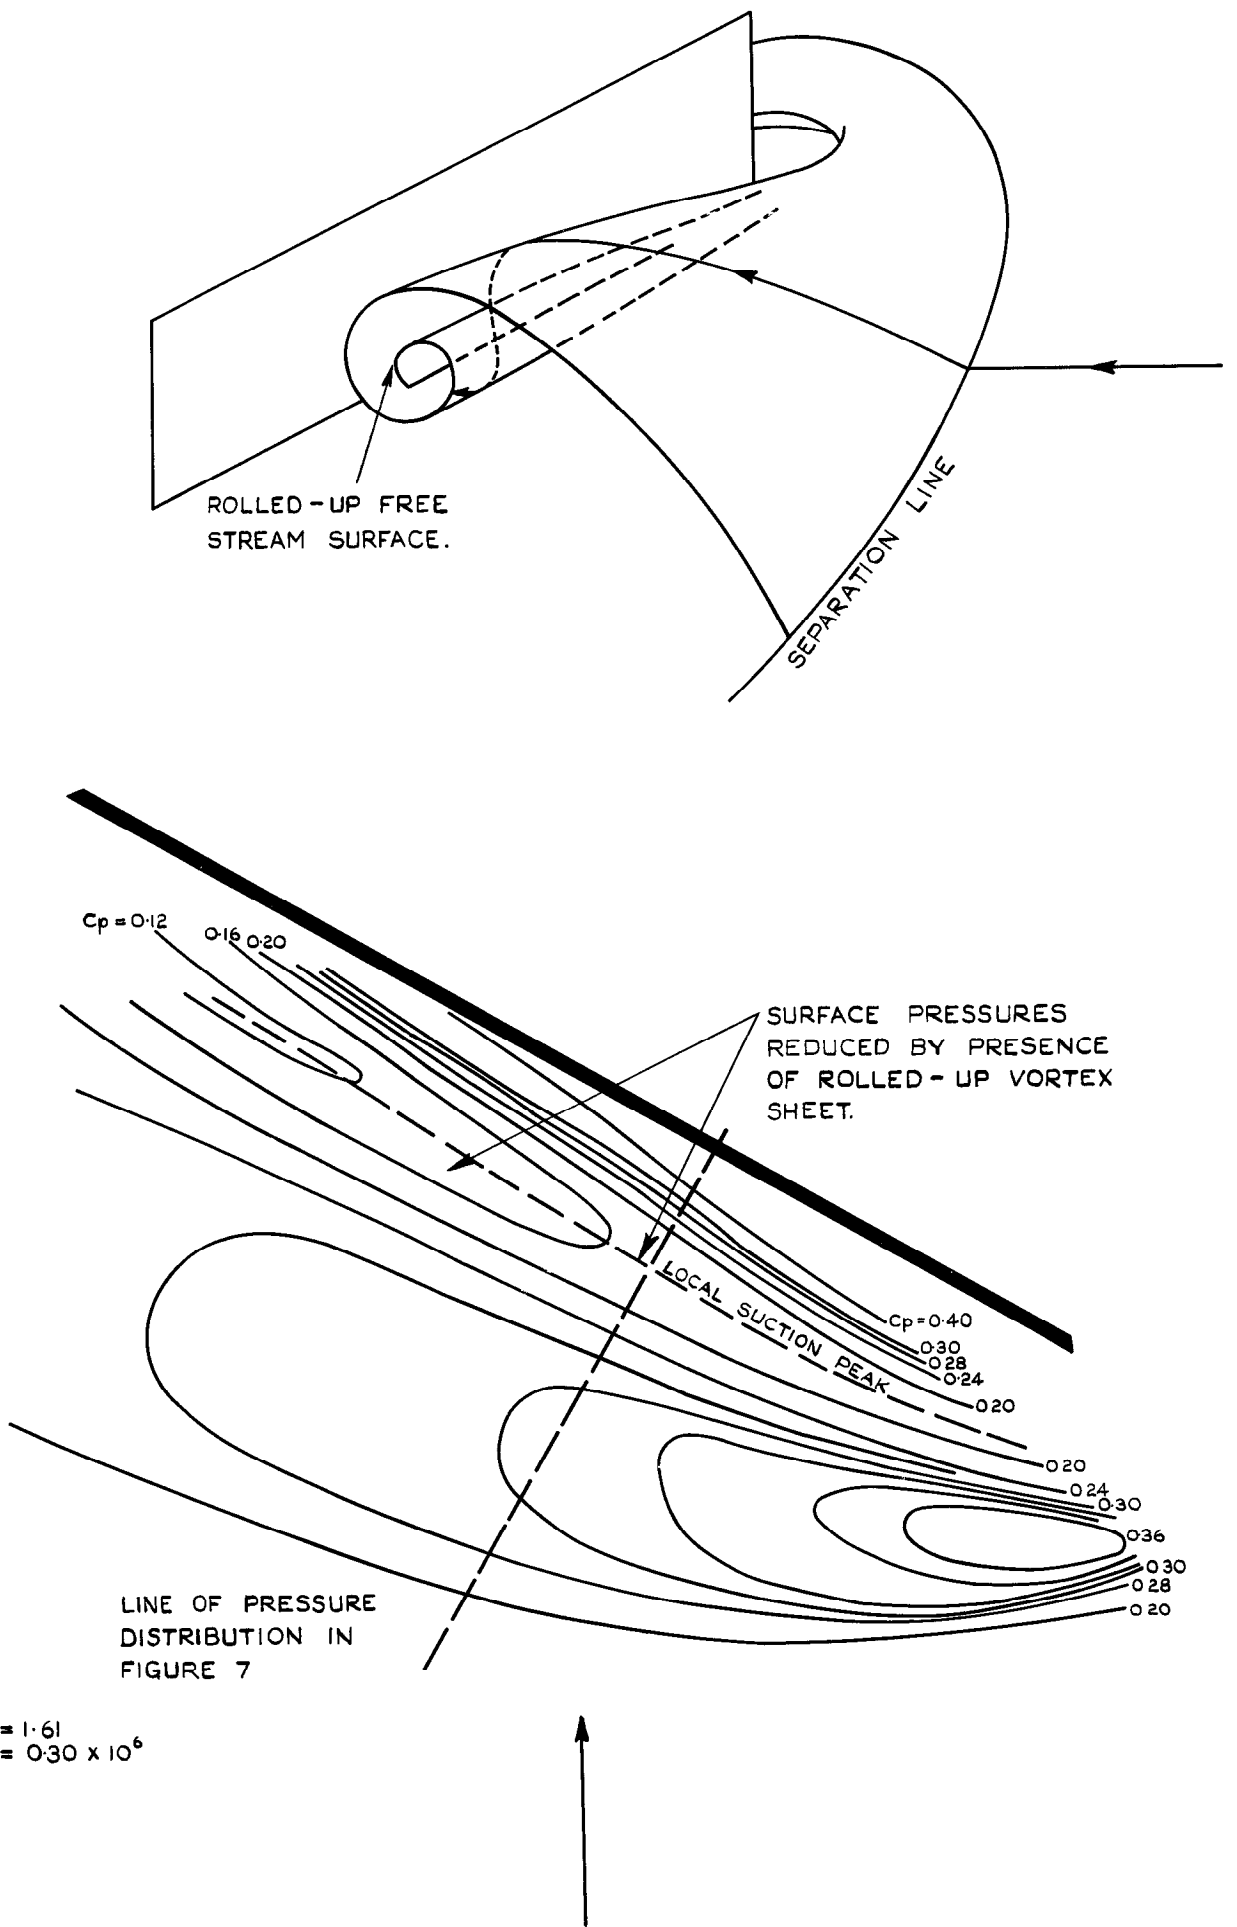 ROLLED-UP FREE
STREAM SURFACE.
SEPARATION LINE
Cp = 0·12
0·16
0·20
SURFACE PRESSURES
REDUCED BY PRESENCE
OF ROLLED-UP VORTEX
SHEET.
LOCAL SUCTION PEAK
Cp = 0·40
0·30
0·28
0·24
0·20
0·20
0·24
0·30
0·36
0·30
0·28
0·20
LINE OF PRESSURE
DISTRIBUTION IN
FIGURE 7
= 1·61
= 0·30 x 10⁶